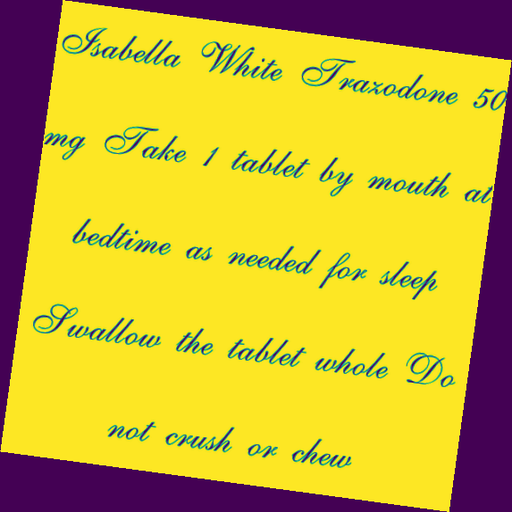 Isabella White Trazodone 50
mg Take 1 tablet by mouth at
bedtime as needed for sleep
Swallow the tablet whole Do
not crush or chew